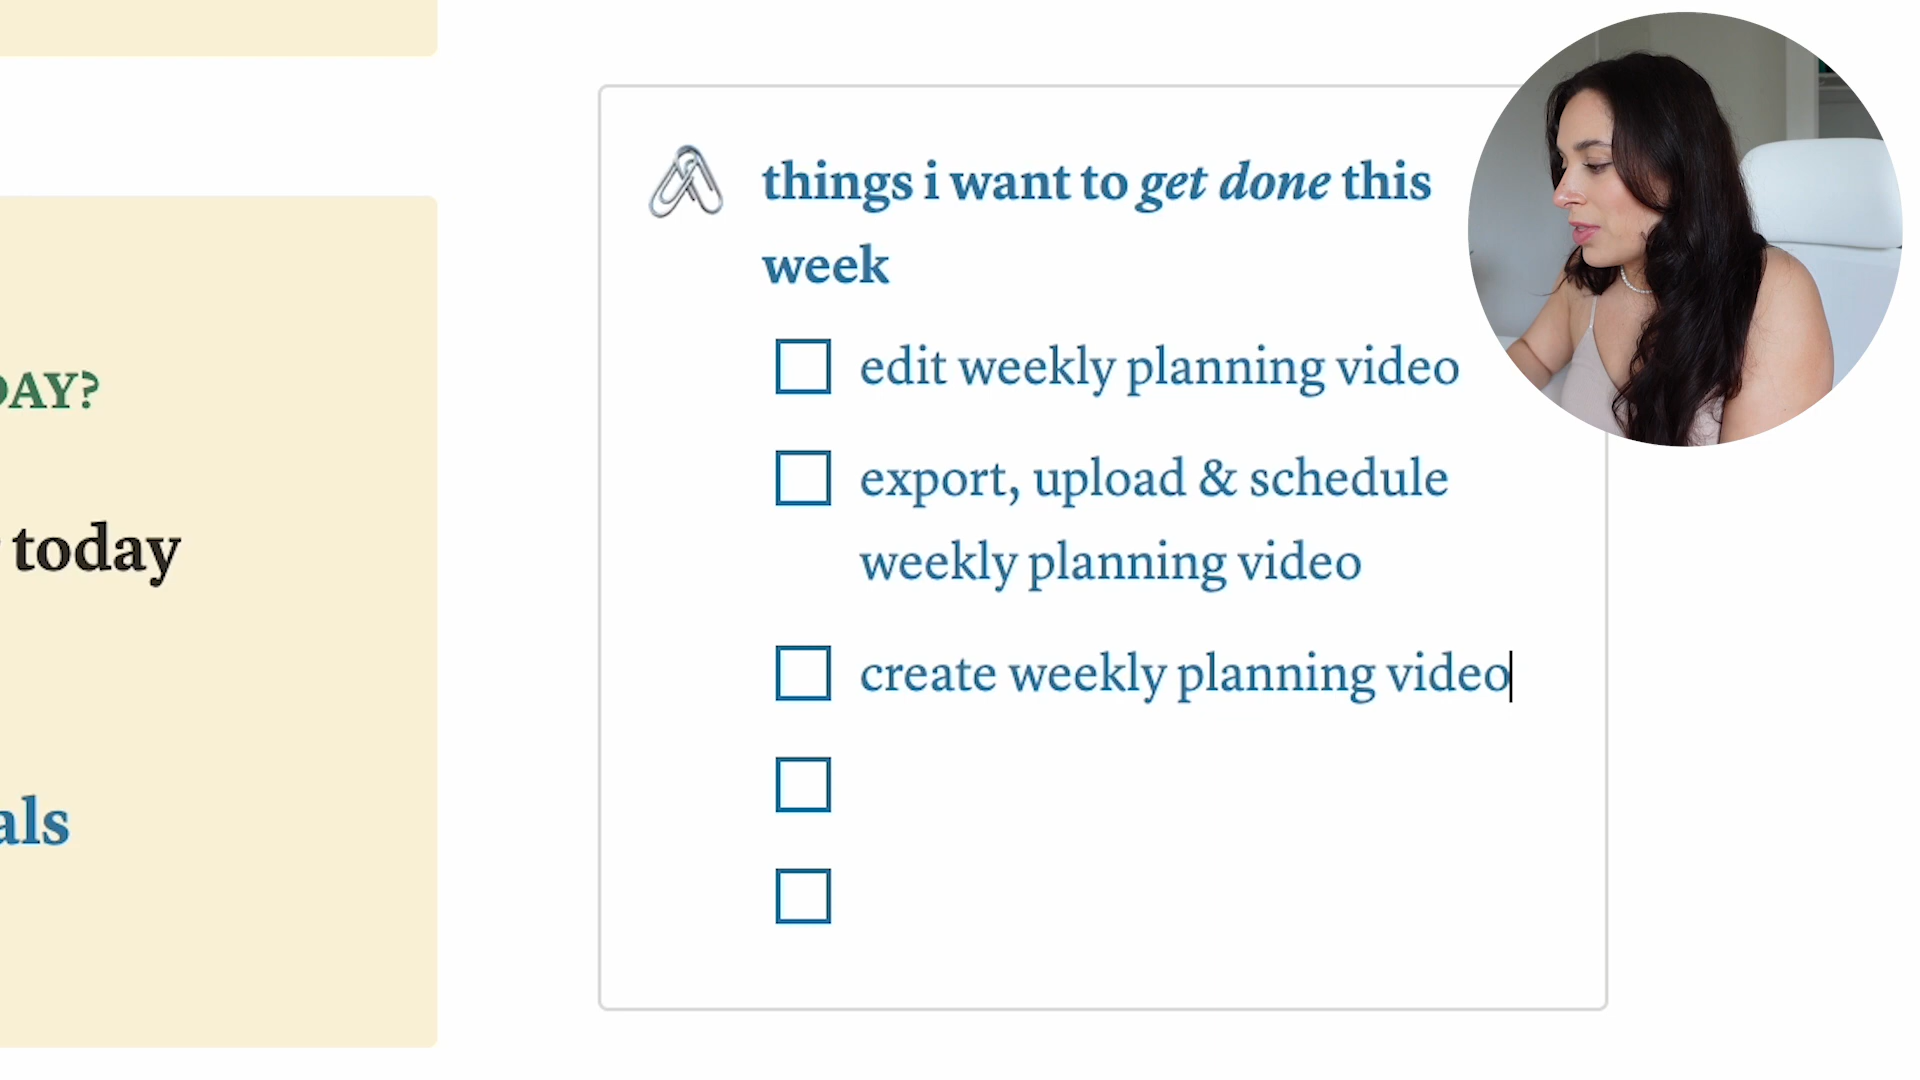 DAY?
today
als
things i want to get done this
week
edit weekly planning video
export, upload & schedule
weekly planning video
create weekly planning video